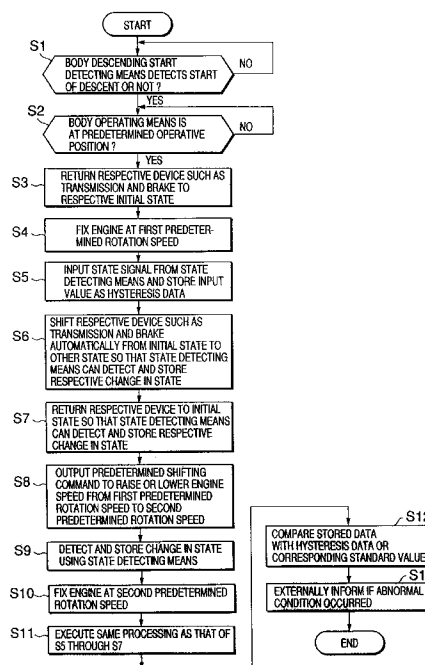 START
S1
BODY DESCENDING START
DETECTING MEANS DETECTS START
OF DESCENT OR NOT ?
NO
YES
S2
BODY OPERATING MEANS IS
AT PREDETERMINED OPERATIVE
POSITION ?
NO
YES
S3
RETURN RESPECTIVE DEVICE SUCH AS
TRANSMISSION AND BRAKE TO
RESPECTIVE INITIAL STATE
S4
FIX ENGINE AT FIRST PREDETER-
MINED ROTATION SPEED
S5
INPUT STATE SIGNAL FROM STATE
DETECTING MEANS AND STORE INPUT
VALUE AS HYSTERESIS DATA
S6
SHIFT RESPECTIVE DEVICE SUCH AS
TRANSMISSION AND BRAKE
AUTOMATICALLY FROM INITIAL STATE TO
OTHER STATE SO THAT STATE DETECTING
MEANS CAN DETECT AND STORE
RESPECTIVE CHANGE IN STATE
S7
RETURN RESPECTIVE DEVICE TO INITIAL
STATE SO THAT STATE DETECTING MEANS
CAN DETECT AND STORE RESPECTIVE
CHANGE IN STATE
S8
OUTPUT PREDETERMINED SHIFTING
COMMAND TO RAISE OR LOWER ENGINE
SPEED FROM FIRST PREDETERMINED
ROTATION SPEED TO SECOND
PREDETERMINED ROTATION SPEED
S9
DETECT AND STORE CHANGE IN STATE
USING STATE DETECTING MEANS
S10
FIX ENGINE AT SECOND PREDETERMINED
ROTATION SPEED
S11
EXECUTE SAME PROCESSING AS THAT OF
S5 THROUGH S7
S12
COMPARE STORED DATA
WITH HYSTERESIS DATA OR
CORRESPONDING STANDARD VALUE
S1
EXTERNALLY INFORM IF ABNORMAL
CONDITION OCCURRED
END